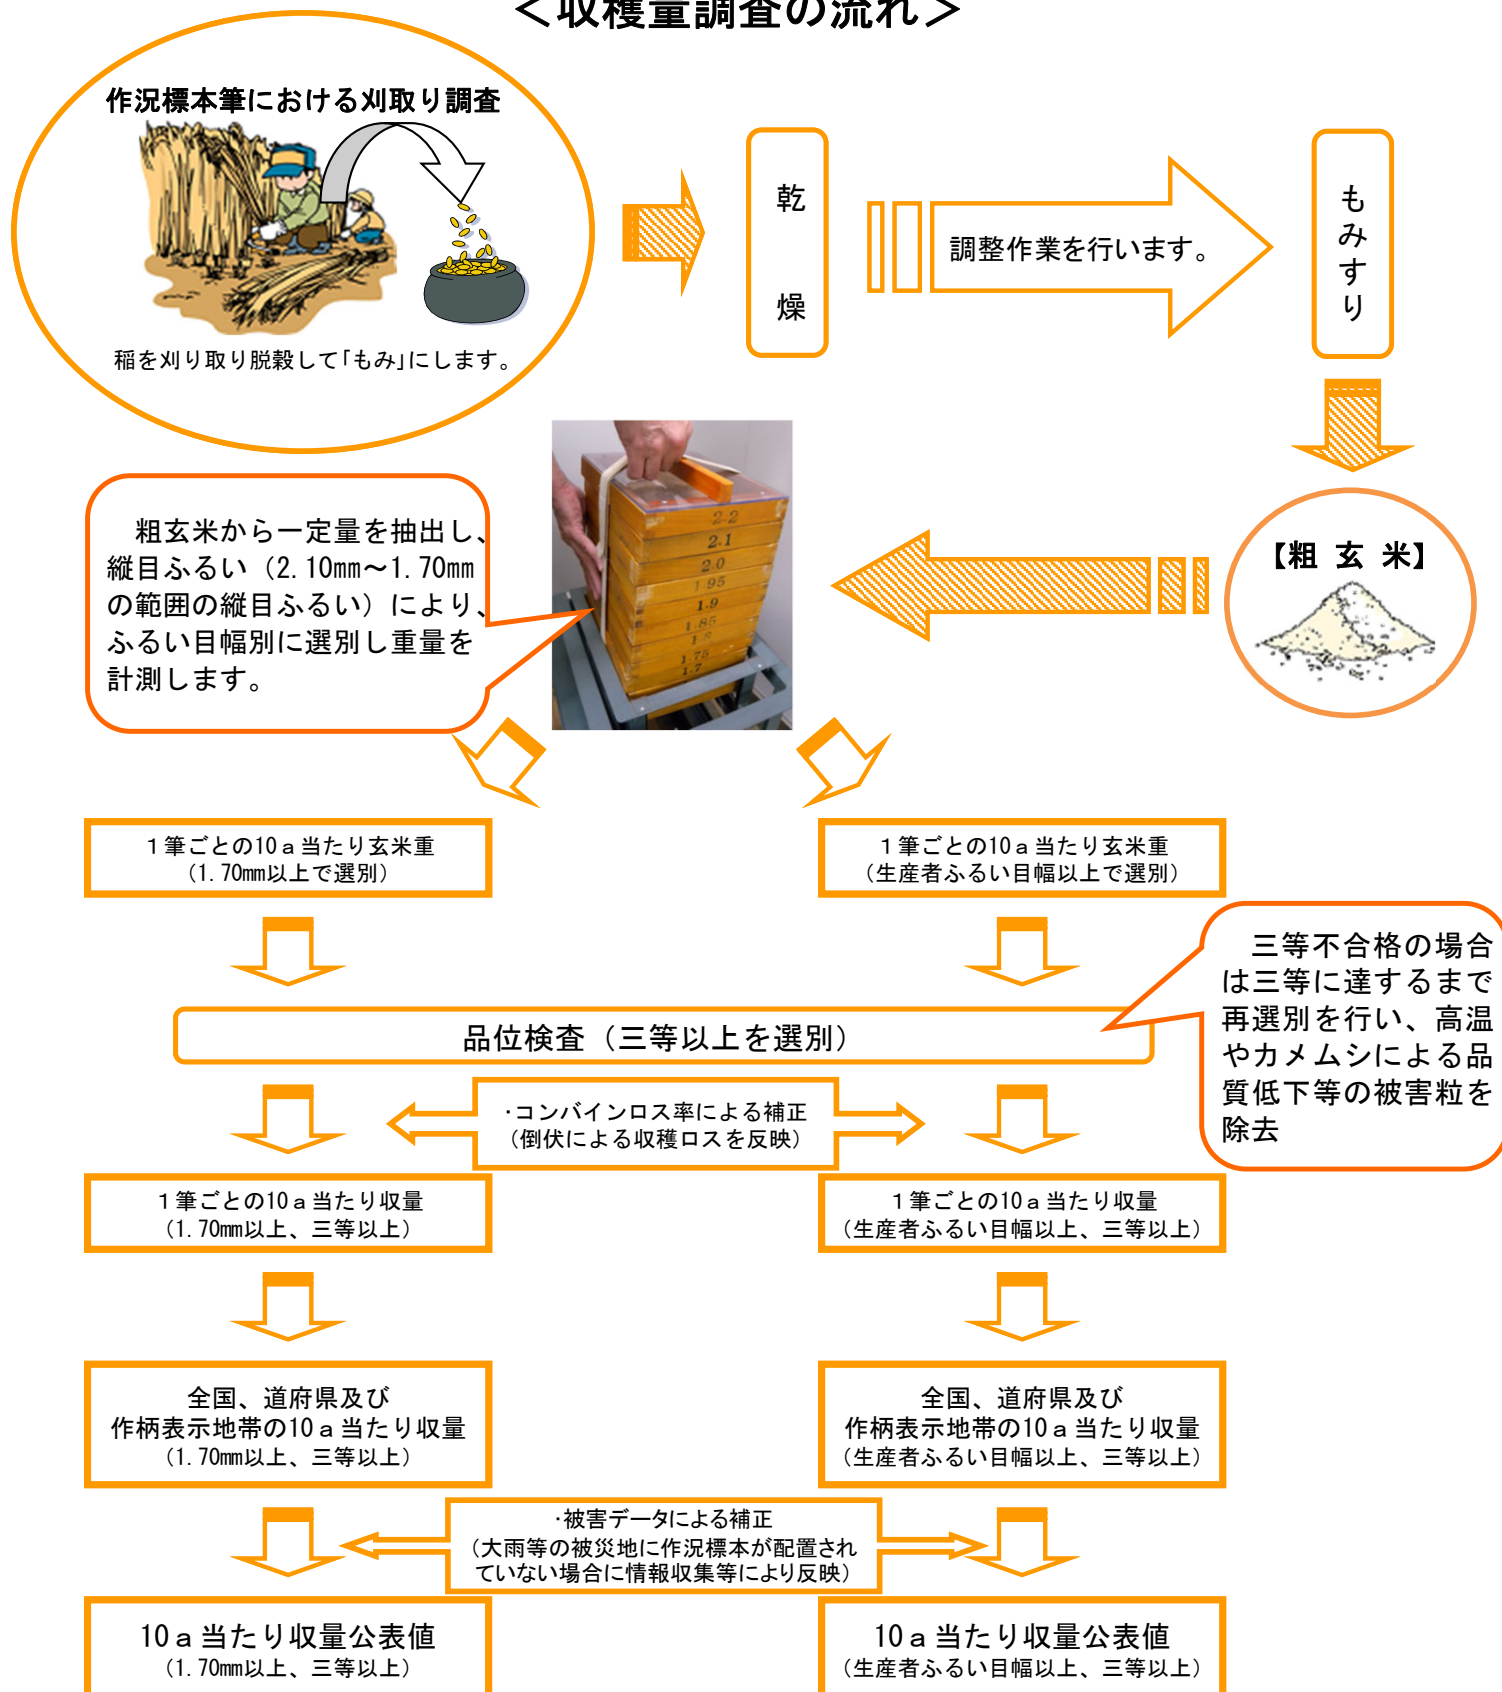 ＜収穫量調査の流れ＞
作況標本筆における刈取り調査
稲を刈り取り脱穀して「もみ」にします。
乾
燥
調整作業を行います。
もみすり
【粗 玄 米】
粗玄米から一定量を抽出し、
縦目ふるい（2.10mm～1.70mm
の範囲の縦目ふるい）により、
ふるい目幅別に選別し重量を
計測します。
2.2
2.1
2.0
1.95
1.9
1.85
1.8
1.75
1.7
１筆ごとの10ａ当たり玄米重
（1.70㎜以上で選別）
１筆ごとの10ａ当たり玄米重
（生産者ふるい目幅以上で選別）
品位検査（三等以上を選別）
三等不合格の場合
は三等に達するまで
再選別を行い、高温
やカメムシによる品
質低下等の被害粒を
除去
・コンバインロス率による補正
（倒伏による収穫ロスを反映）
１筆ごとの10ａ当たり収量
（1.70㎜以上、三等以上）
１筆ごとの10ａ当たり収量
（生産者ふるい目幅以上、三等以上）
全国、道府県及び
作柄表示地帯の10ａ当たり収量
（1.70㎜以上、三等以上）
全国、道府県及び
作柄表示地帯の10ａ当たり収量
（生産者ふるい目幅以上、三等以上）
・被害データによる補正
（大雨等の被災地に作況標本が配置され
ていない場合に情報収集等により反映）
10ａ当たり収量公表値
（1.70㎜以上、三等以上）
10ａ当たり収量公表値
（生産者ふるい目幅以上、三等以上）